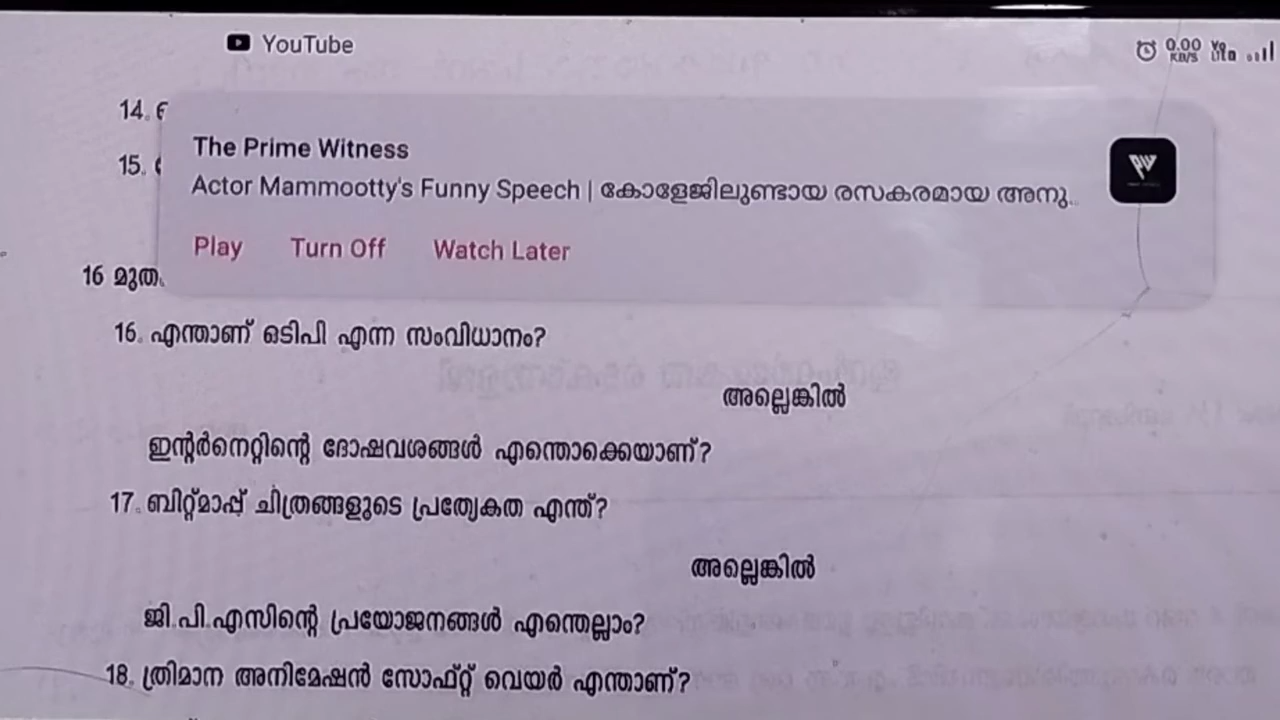 YouTube
0.00 KB/S
14.
The Prime Witness
15.
Actor Mammootty's Funny Speech | കോളേജിലുണ്ടായ രസകരമായ അനു...
Play Turn Off Watch Later
16 മുത
16. എന്താണ് ഒടിപി എന്ന സംവിധാനം?
അല്ലെങ്കിൽ
ഇന്റർനെറ്റിന്റെ ദോഷവശങ്ങൾ എന്തൊക്കെയാണ്?
17. ബിറ്റ്മാപ്പ് ചിത്രങ്ങളുടെ പ്രത്യേകത എന്ത്?
അല്ലെങ്കിൽ
ജി.പി.എസിന്റെ പ്രയോജനങ്ങൾ എന്തെല്ലാം?
18. ത്രിമാന അനിമേഷൻ സോഫ്റ്റ് വെയർ എന്താണ്?